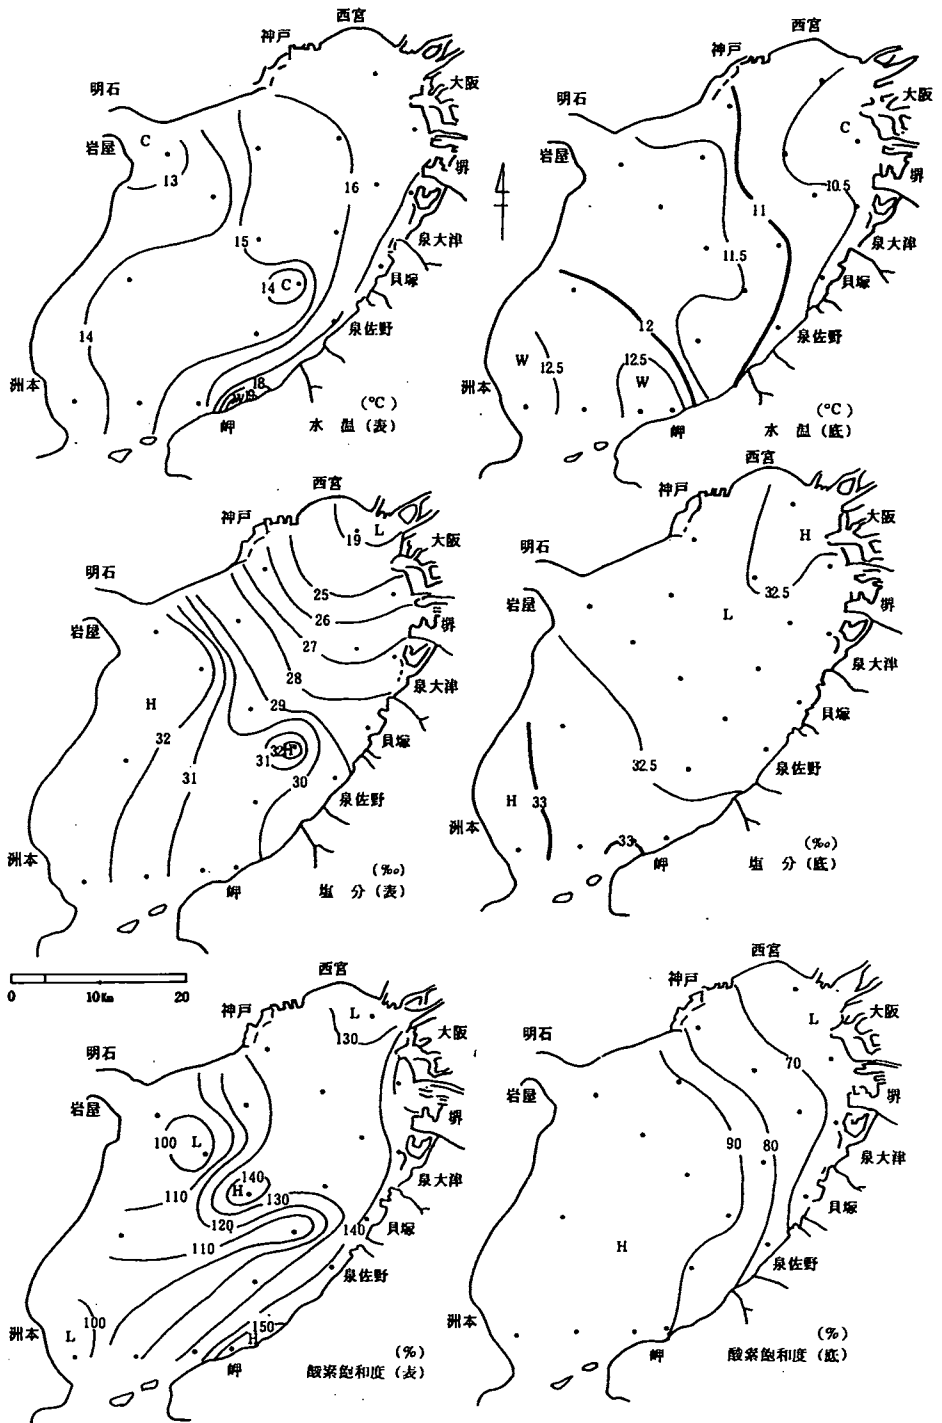 西宮
神戸
明石
大阪
岩屋
C
13
16
堺
15
泉大津
14 C
貝塚
14
泉佐野
18
W19
洲本
岬
(°C)
水 温(表)
西宮
神戸
明石
大阪
C
岩屋
10.5
堺
11
泉大津
11.5
貝塚
12
泉佐野
W
12.5
12.5
W
洲本
岬
(°C)
水 温(底)
西宮
神戸
L
19
大阪
明石
25
26
岩屋
堺
27
28
泉大津
H
29
貝塚
32
32H
31
31
30
泉佐野
洲本
岬
(‰)
塩 分(表)
西宮
神戸
H
大阪
明石
32.5
岩屋
L
堺
泉大津
貝塚
32.5
泉佐野
H
33
洲本
33
岬
(‰)
塩 分(底)
0 10Km 20
西宮
神戸
L
130
大阪
明石
岩屋
堺
100 L
泉大津
140
H
110
130
120
140
貝塚
110
泉佐野
100
150
L
H
洲本
岬
(%)
酸素飽和度(表)
西宮
神戸
L
大阪
明石
70
岩屋
堺
90
80
泉大津
貝塚
H
泉佐野
洲本
岬
(%)
酸素飽和度(底)